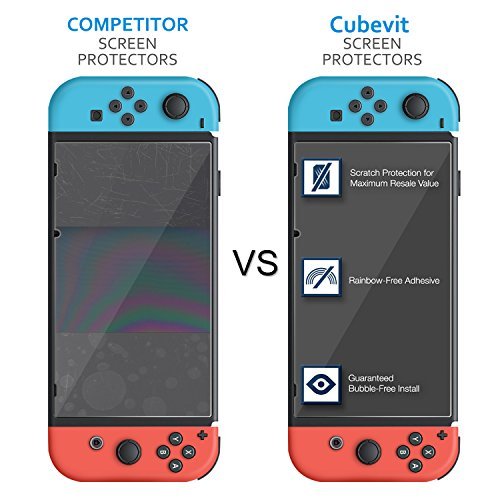 COMPETITOR
SCREEN
PROTECTORS
Cubevit
SCREEN
PROTECTORS
VS
Scratch Protection for
Maximum Resale Value
Rainbow-Free Adhesive
Guaranteed
Bubble-Free Install
Y
X
B
A
Y
X
B
A